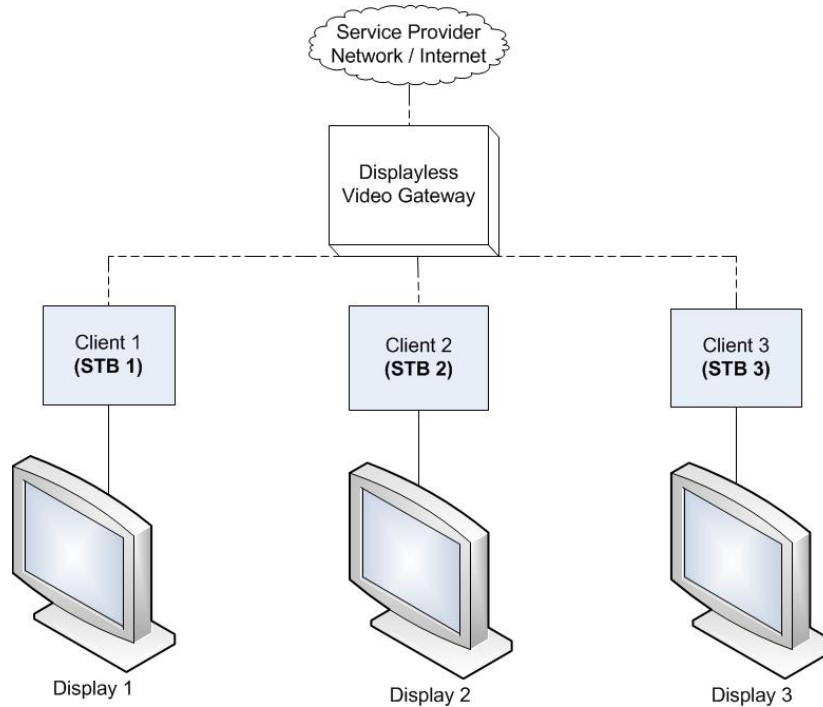 Service Provider
Network / Internet
Displayless
Video Gateway
Client 1
(STB 1)
Client 2
(STB 2)
Client 3
(STB 3)
Display 1
Display 2
Display 3